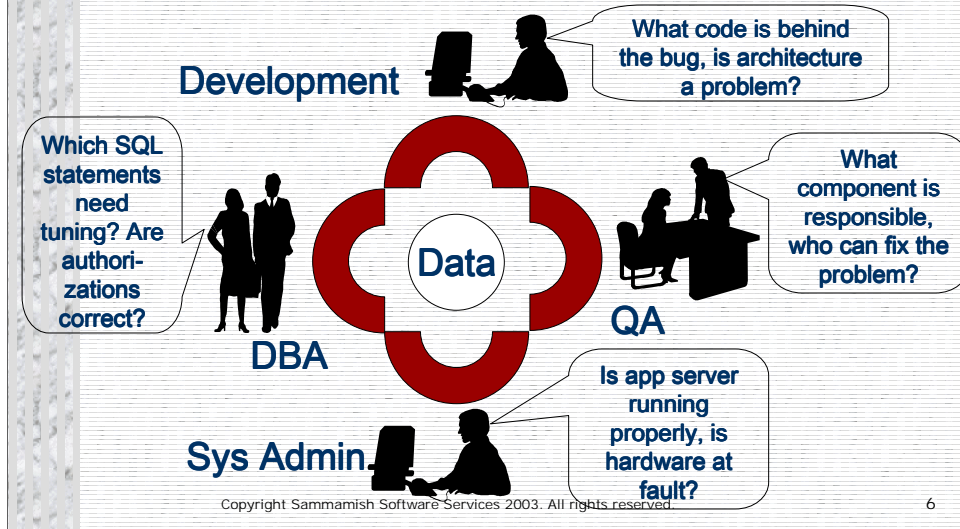 What code is behind
the bug, is architecture
a problem?
Development
Which SQL
statements
need
tuning? Are
authori-
zations
correct?
What
component is
responsible,
who can fix the
problem?
Data
QA
DBA
Is app server
running
properly, is
hardware at
fault?
Sys Admin
Copyright Sammamish Software Services 2003. All rights reserved.
6